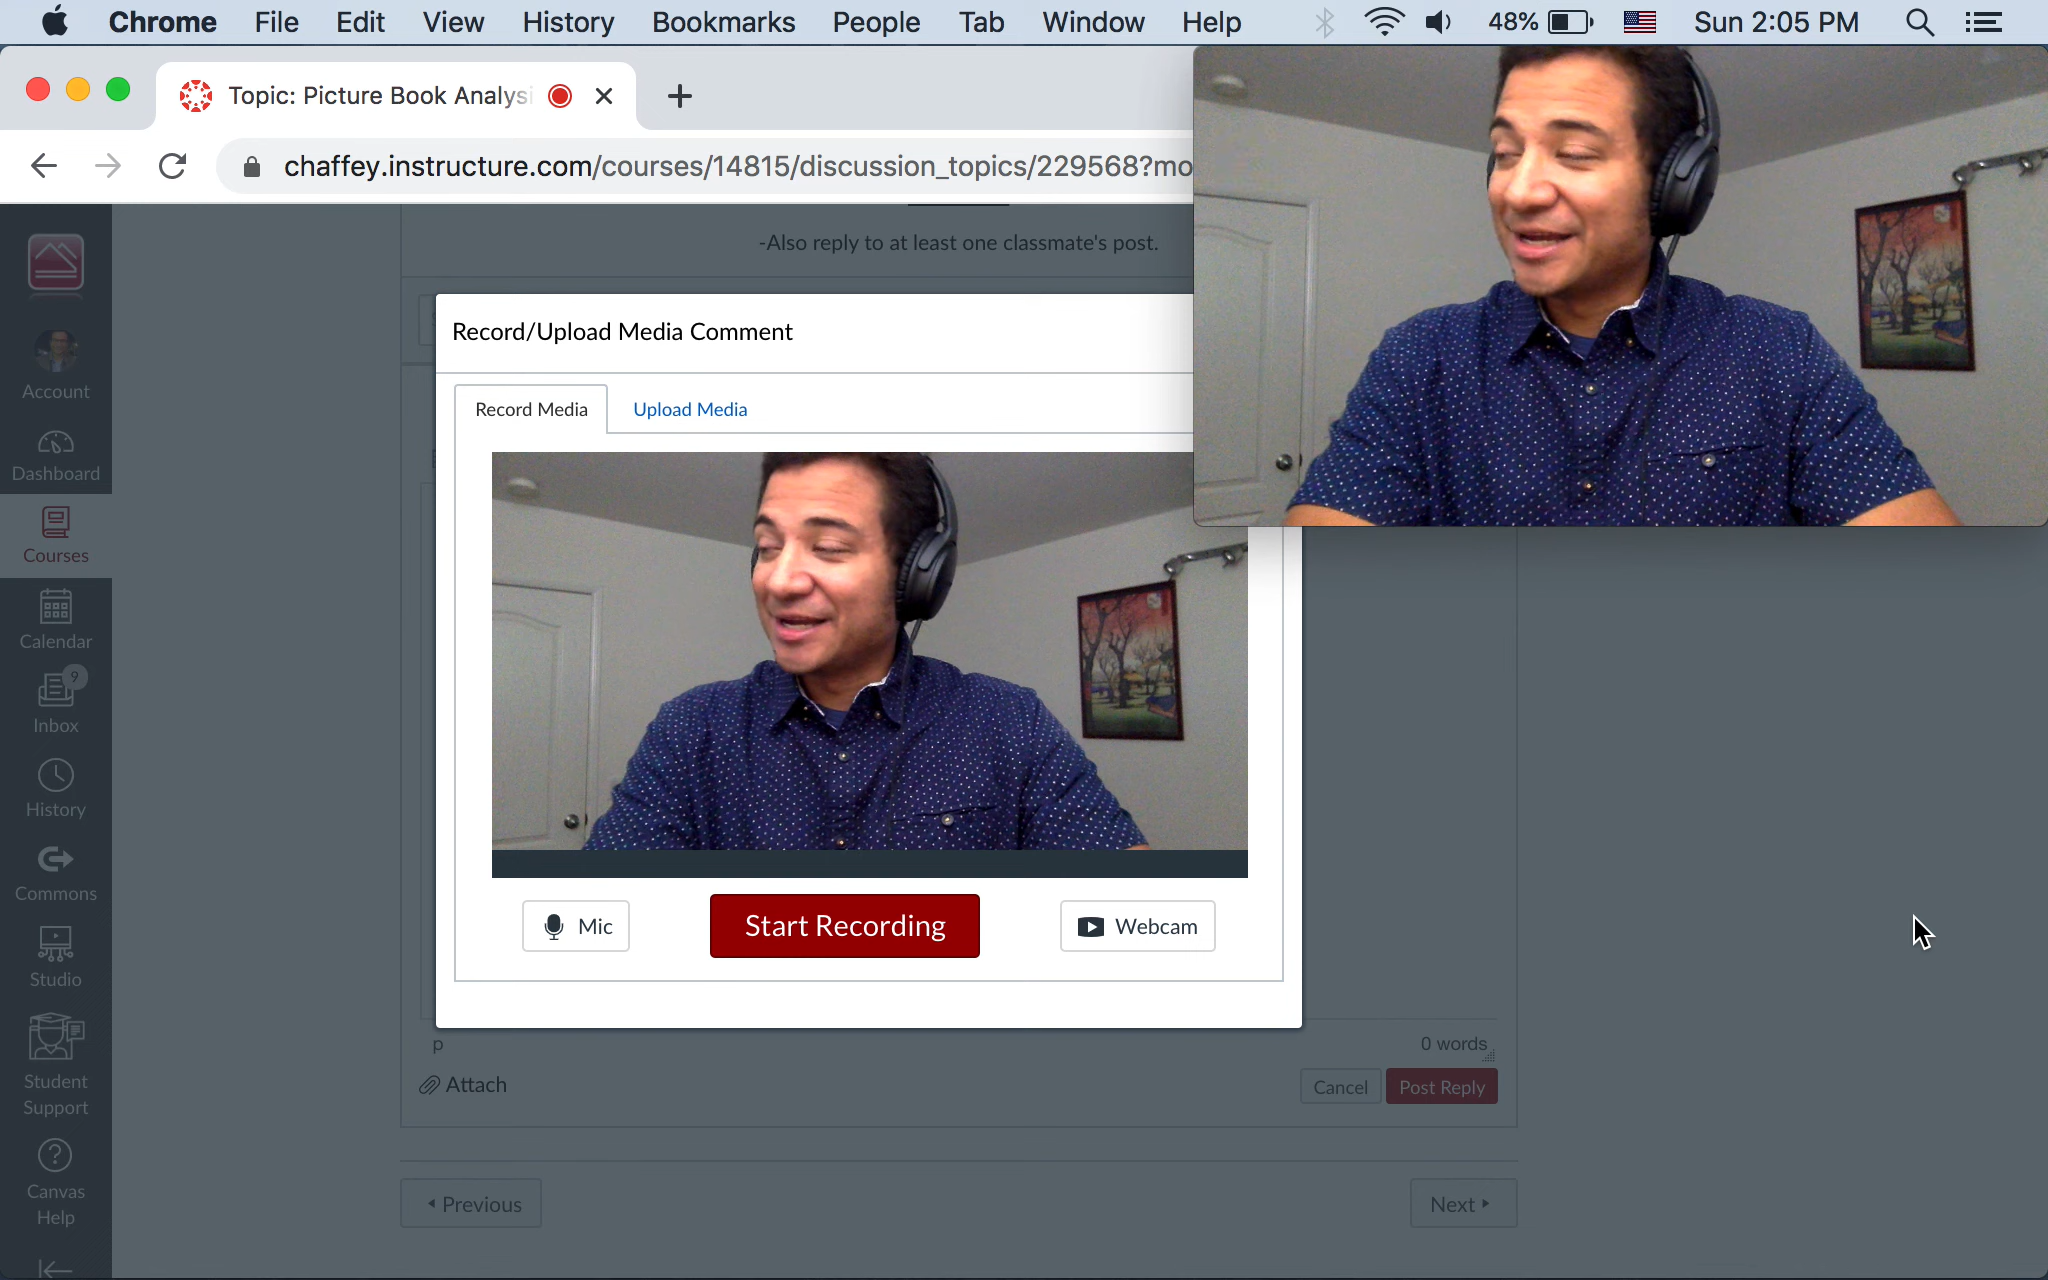 Chrome File Edit View History Bookmarks People Tab Window Help 48% Sun 2:05 PM
Topic: Picture Book Analysi
chaffey.instructure.com/courses/14815/discussion_topics/229568?mo
-Also reply to at least one classmate's post.
Record/Upload Media Comment
Record Media Upload Media
Account
Dashboard
Courses
Calendar
9
Inbox
History
Commons
Studio
Student
Support
Canvas
Help
Mic Start Recording Webcam
p 0 words
Attach Cancel Post Reply
Previous Next